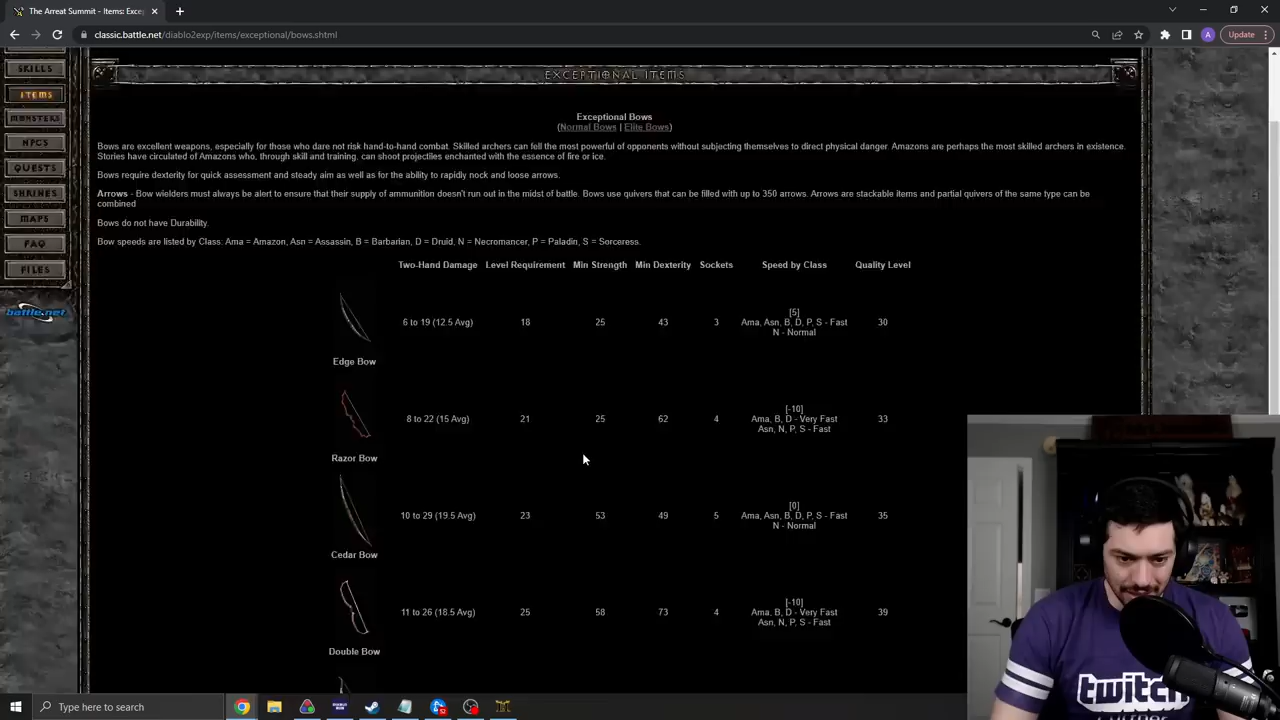 The Arreat Summit - Items: Exc
classic.battle.net/diablo2exp/items/exceptional/bows.shtml
A
Update
SKILLS
ITEMS
MONSTERS
NPCS
QUESTS
SHRINES
MAPS
FAQ
FILES
battle.net
EXCEPTIONAL ITEMS
Exceptional Bows
(Normal Bows | Elite Bows)
Bows are excellent weapons, especially for those who dare not risk hand-to-hand combat. Skilled archers can fell the most powerful of opponents without subjecting themselves to direct physical danger. Amazons are perhaps the most skilled archers in existence.
Stories have circulated of Amazons who, through skill and training, can shoot projectiles enchanted with the essence of fire or ice.
Bows require dexterity for quick assessment and steady aim as well as for the ability to rapidly nock and loose arrows.
Arrows - Bow wielders must always be alert to ensure that their supply of ammunition doesn't run out in the midst of battle. Bows use quivers that can be filled with up to 350 arrows. Arrows are stackable items and partial quivers of the same type can be
combined
Bows do not have Durability.
Bow speeds are listed by Class: Ama = Amazon, Asn = Assassin, B = Barbarian, D = Druid, N = Necromancer, P = Paladin, S = Sorceress.
Two-Hand Damage Level Requirement Min Strength Min Dexterity Sockets Speed by Class Quality Level
[5]
6 to 19 (12.5 Avg) 18 25 43 3 Ama, Asn, B, D, P, S - Fast 30
N - Normal
Edge Bow
[-10]
8 to 22 (15 Avg) 21 25 62 4 Ama, B, D - Very Fast 33
Asn, N, P, S - Fast
Razor Bow
[0]
10 to 29 (19.5 Avg) 23 53 49 5 Ama, Asn, B, D, P, S - Fast 35
N - Normal
Cedar Bow
[-10]
11 to 26 (18.5 Avg) 25 58 73 4 Ama, B, D - Very Fast 39
Asn, N, P, S - Fast
Double Bow
twitch
Type here to search